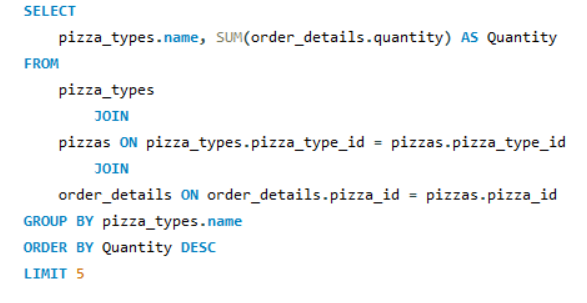 SELECT
pizza_types.name, SUM(order_details.quantity) AS Quantity
FROM
pizza_types
JOIN
pizzas ON pizza_types.pizza_type_id = pizzas.pizza_type_id
JOIN
order_details ON order_details.pizza_id = pizzas.pizza_id
GROUP BY pizza_types.name
ORDER BY Quantity DESC
LIMIT 5